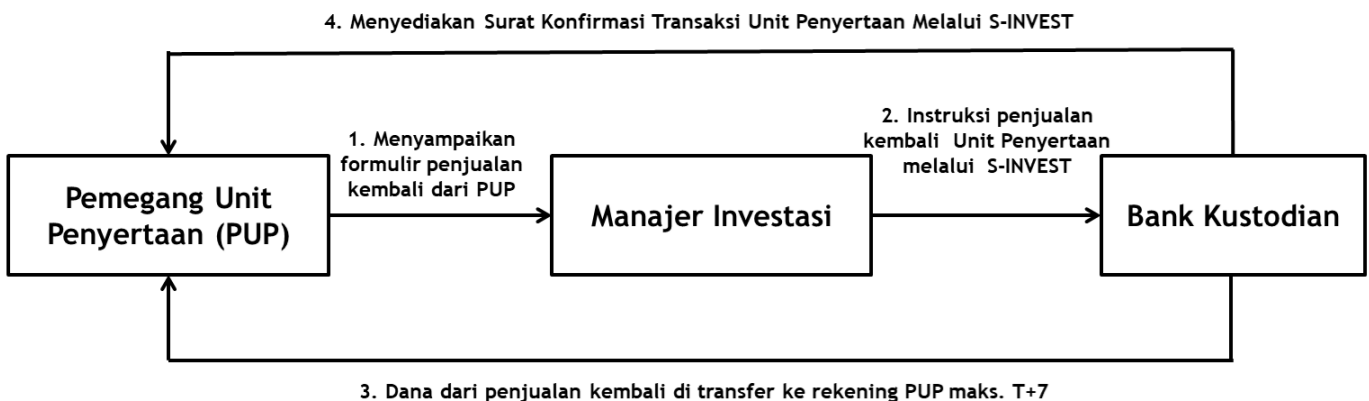 4. Menyediakan Surat Konfirmasi Transaksi Unit Penyertaan Melalui S-INVEST
1. Menyampaikan
formulir penjualan
kembali dari PUP
2. Instruksi penjualan
kembali Unit Penyertaan
melalui S-INVEST
Pemegang Unit
Penyertaan (PUP)
Manajer Investasi
Bank Kustodian
3. Dana dari penjualan kembali di transfer ke rekening PUP maks. T+7